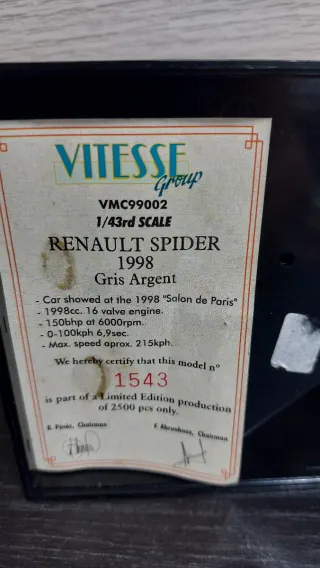 VITESSE
Group
VMC99002
1/43rd SCALE
RENAULT SPIDER
1998
Gris Argent
- Car showed at the 1998 "Salon de Paris"
- 1998cc. 16 valve engine.
- 150bhp at 6000rpm.
- 0-100kph 6,9sec.
- Max. speed aprox. 215kph.
We hereby certify that this model nº
1543
is part of a Limited Edition production
of 2500 pcs only.
R. Pares, Chairman F. Abrunhosa, Chairman